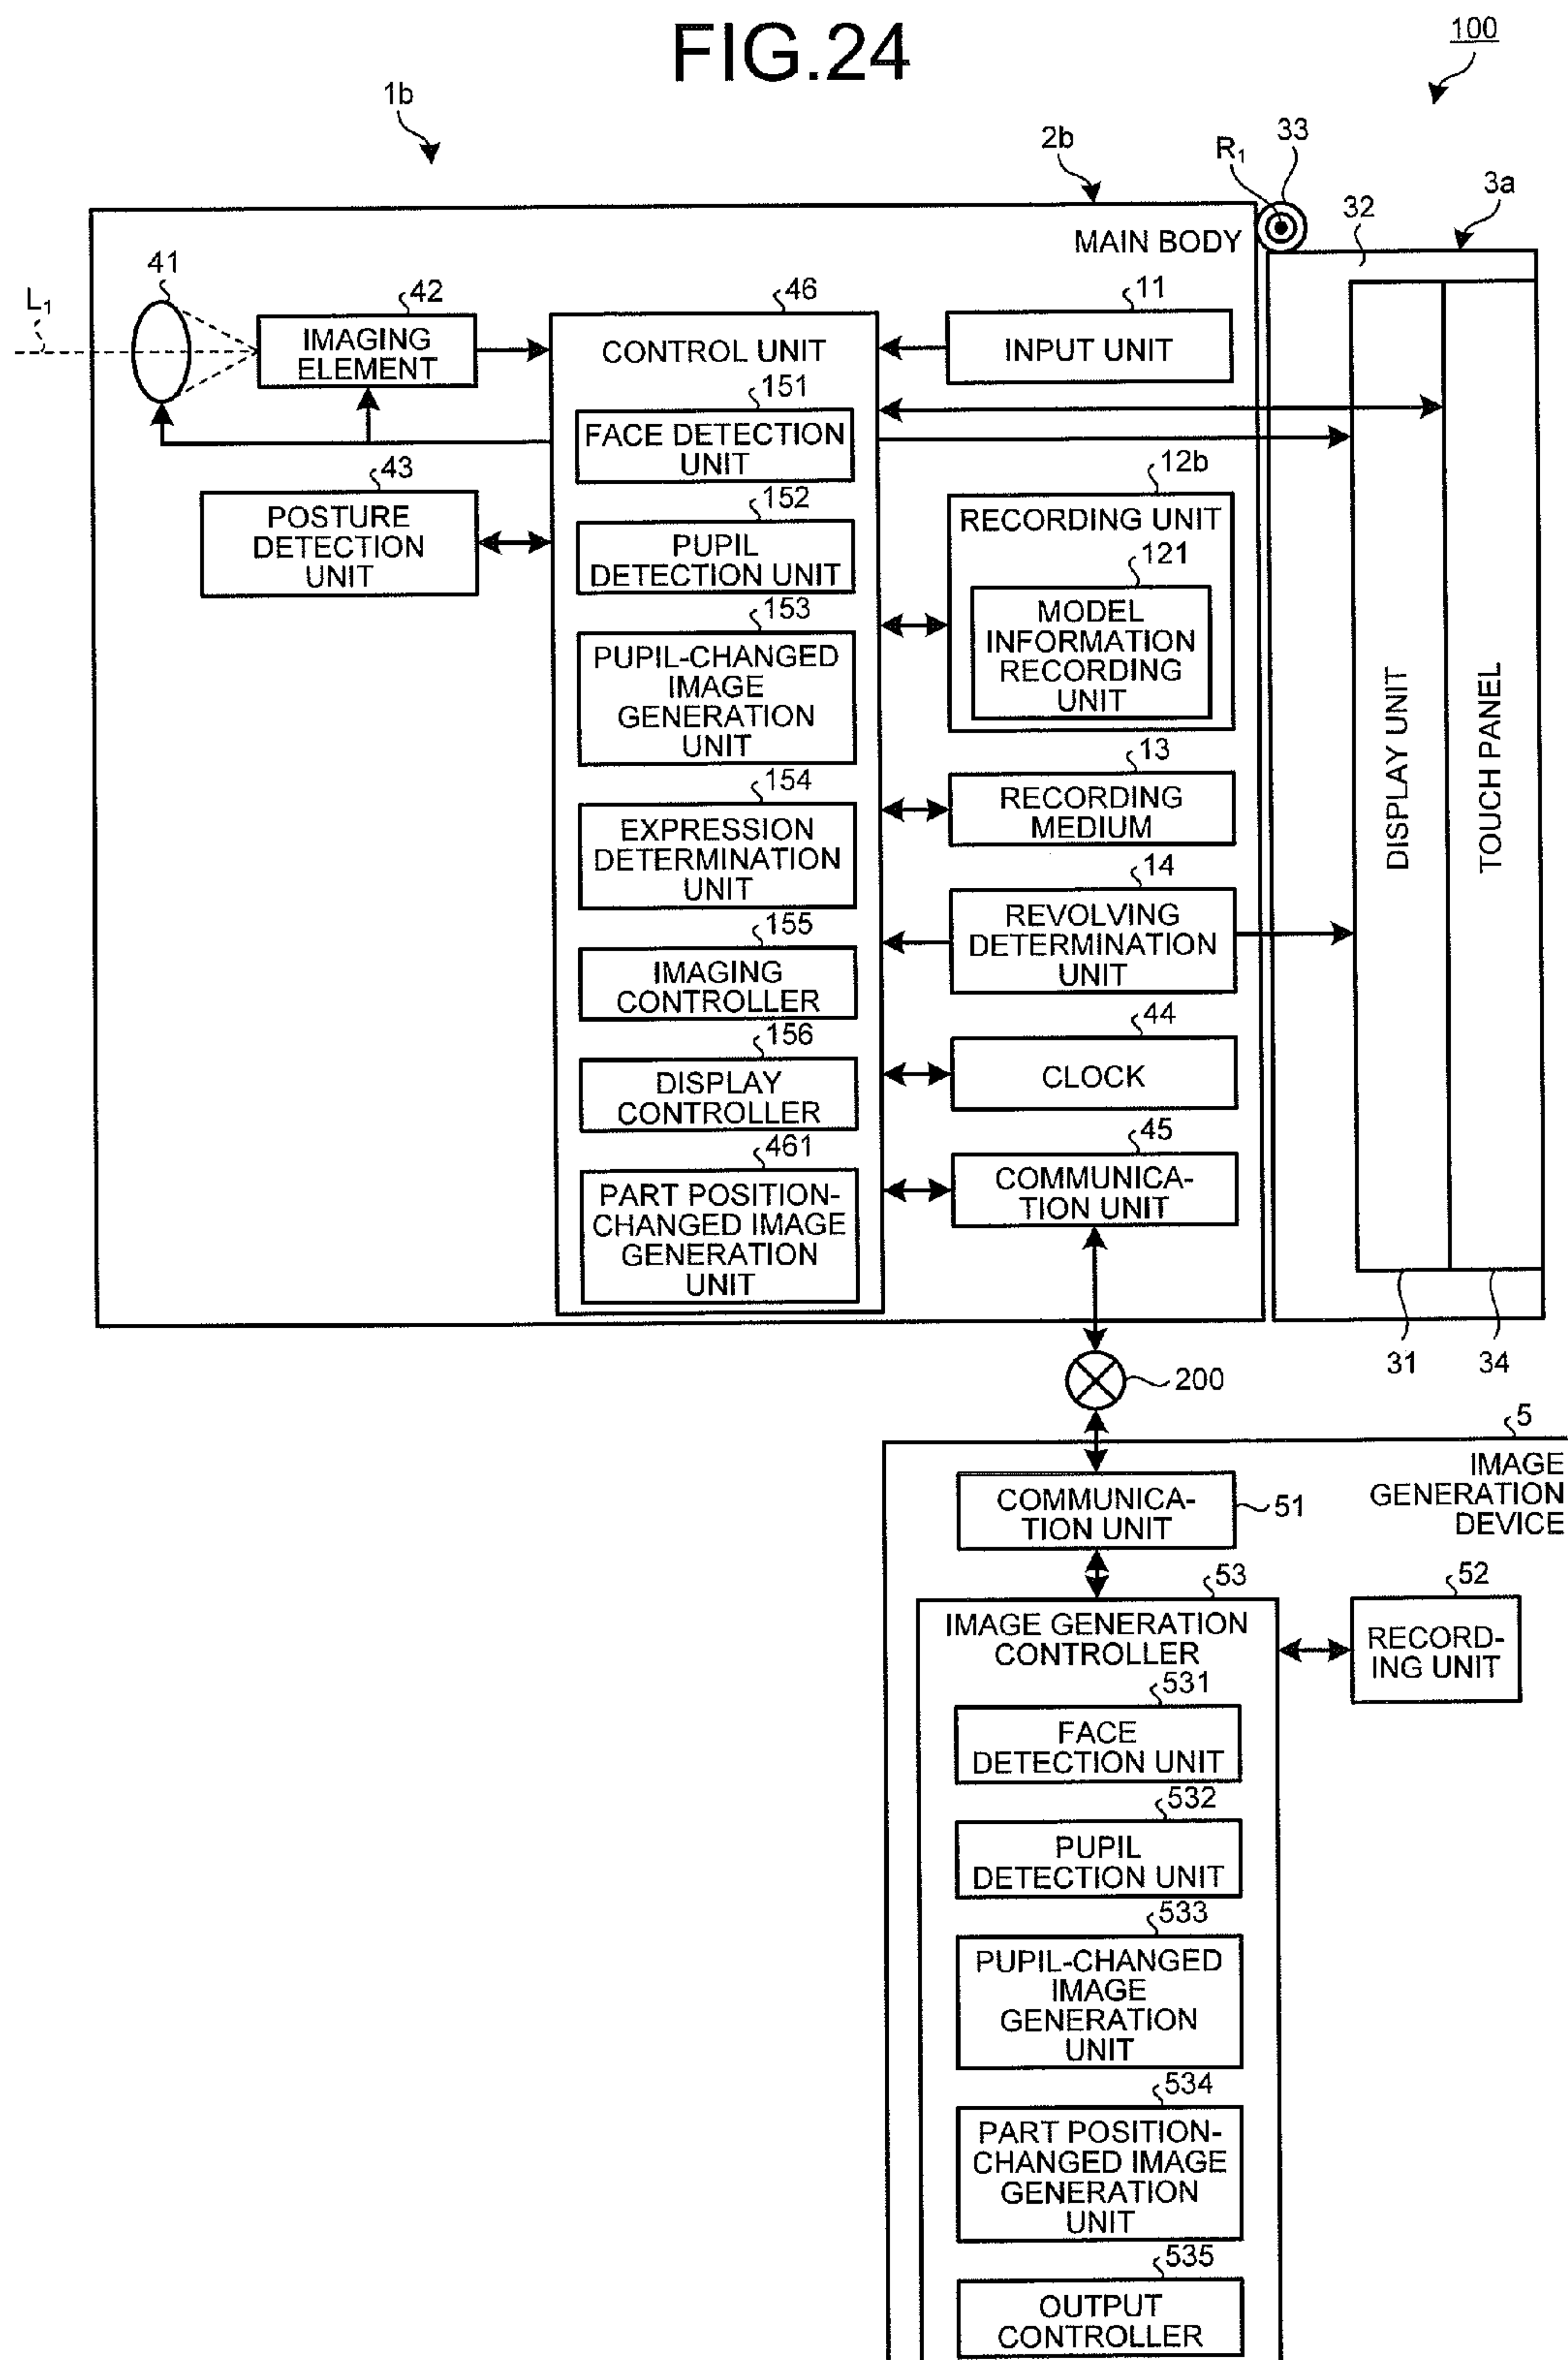 FIG.24
100
1b
2b
R1
33
3a
32
MAIN BODY
L1
41
42
IMAGING
ELEMENT
46
CONTROL UNIT
11
INPUT UNIT
151
FACE DETECTION
UNIT
43
POSTURE
DETECTION
UNIT
152
PUPIL
DETECTION UNIT
12b
RECORDING UNIT
121
MODEL
INFORMATION
RECORDING
UNIT
153
PUPIL-CHANGED
IMAGE
GENERATION
UNIT
13
RECORDING
MEDIUM
154
EXPRESSION
DETERMINATION
UNIT
14
REVOLVING
DETERMINATION
UNIT
155
IMAGING
CONTROLLER
44
CLOCK
156
DISPLAY
CONTROLLER
45
COMMUNICA-
TION UNIT
461
PART POSITION-
CHANGED IMAGE
GENERATION
UNIT
DISPLAY UNIT
TOUCH PANEL
31
34
200
5
IMAGE
GENERATION
DEVICE
COMMUNICA-
TION UNIT
51
53
IMAGE GENERATION
CONTROLLER
52
RECORD-
ING UNIT
531
FACE
DETECTION UNIT
532
PUPIL
DETECTION UNIT
533
PUPIL-CHANGED
IMAGE
GENERATION
UNIT
534
PART POSITION-
CHANGED IMAGE
GENERATION
UNIT
535
OUTPUT
CONTROLLER